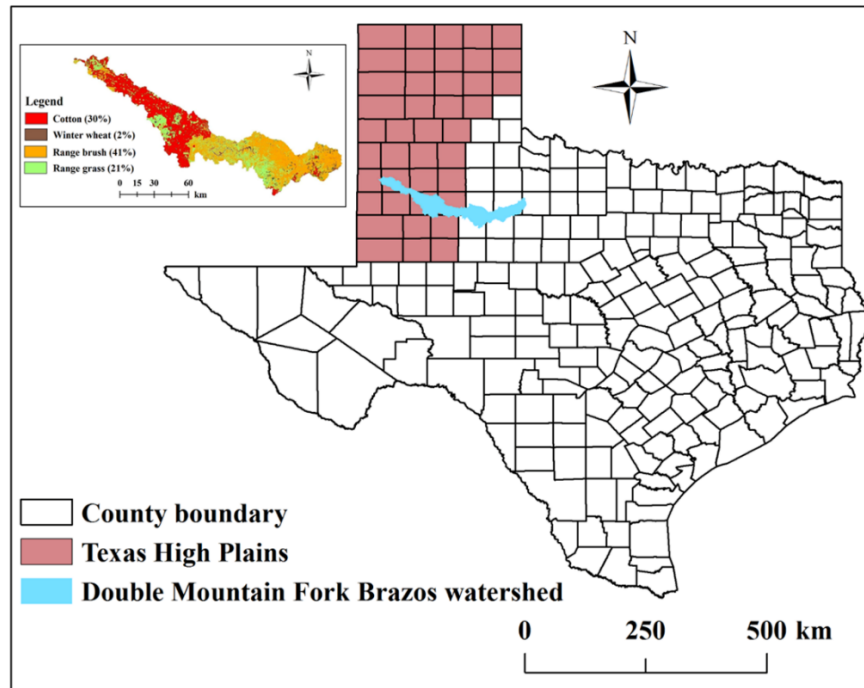 N
Legend
Cotton (30%)
Winter wheat (2%)
Range brush (41%)
Range grass (21%)
0 15 30 60
km
N
County boundary
Texas High Plains
Double Mountain Fork Brazos watershed
0 250 500 km